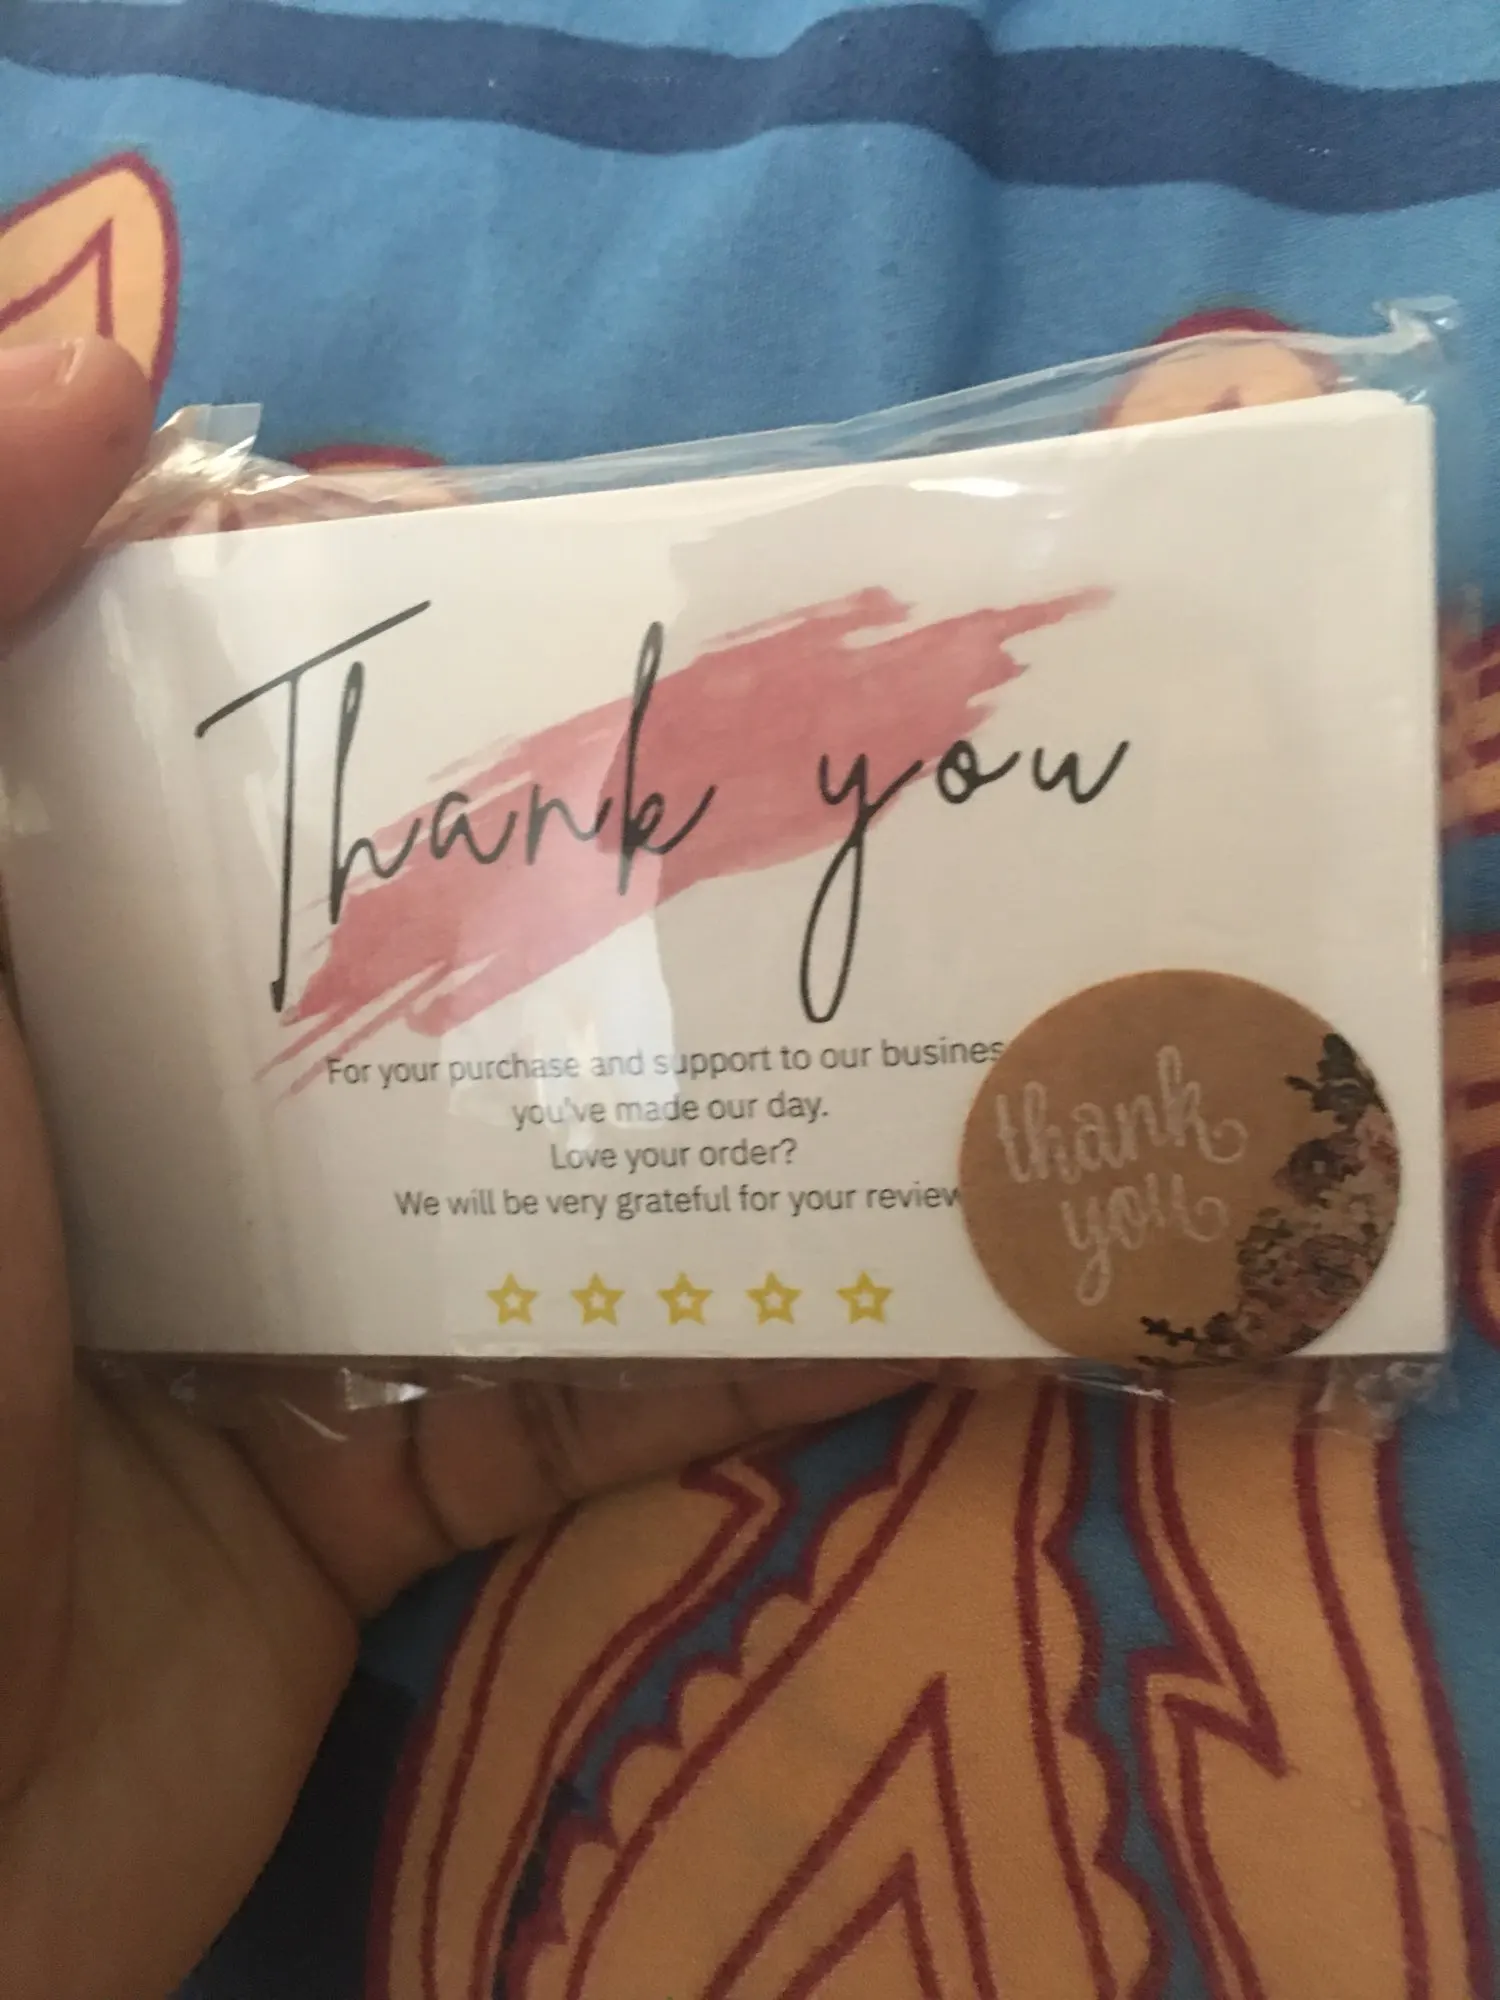 Thank you
For your purchase and support to our busines
you've made our day.
Love your order?
We will be very grateful for your review
thank
you